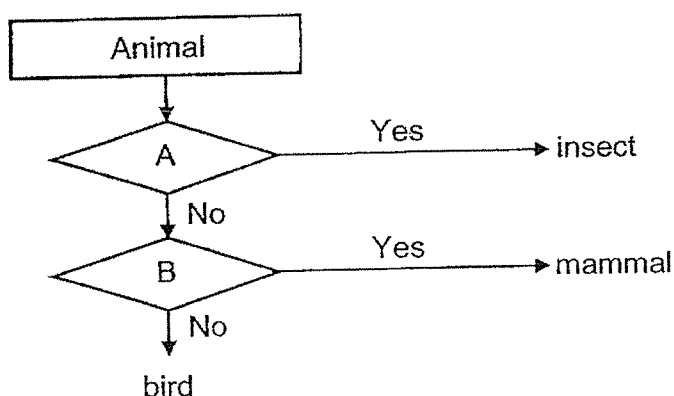 Animal
A
Yes
insect
No
B
Yes
mammal
No
bird